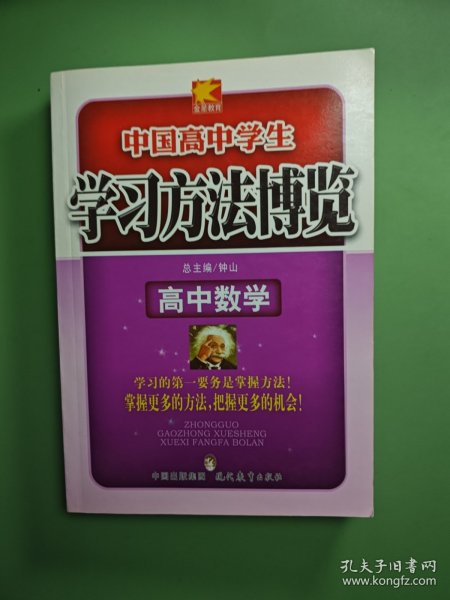 金星教育
中国高中学生
学习方法博览
总主编/钟山
高中数学
学习的第一要务是掌握方法!
掌握更多的方法,把握更多的机会!
ZHONGGUO
GAOZHONG XUESHENG
XUEXI FANGFA BOLAN
中国出版集团 现代教育出版社
孔夫子旧书网
www.kongfz.com